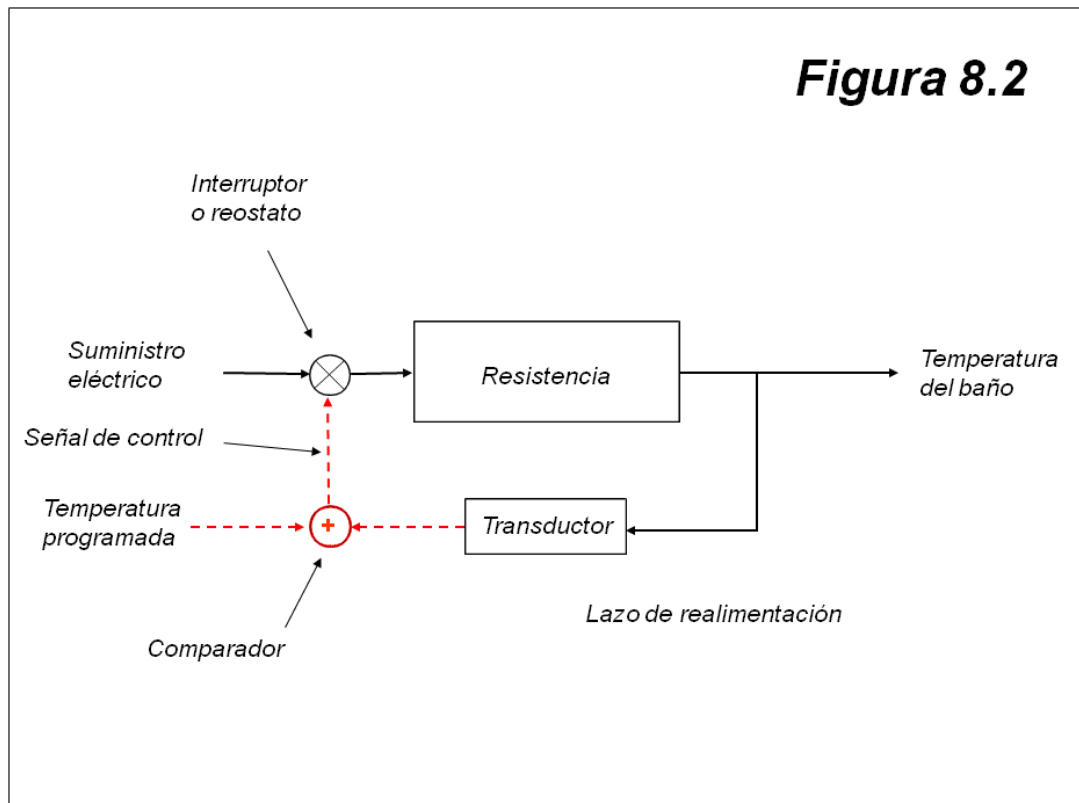 Figura 8.2
Interruptor
o reostato
Suministro
eléctrico
Resistencia
Temperatura
del baño
Señal de control
Temperatura
programada
+
Transductor
Lazo de realimentación
Comparador